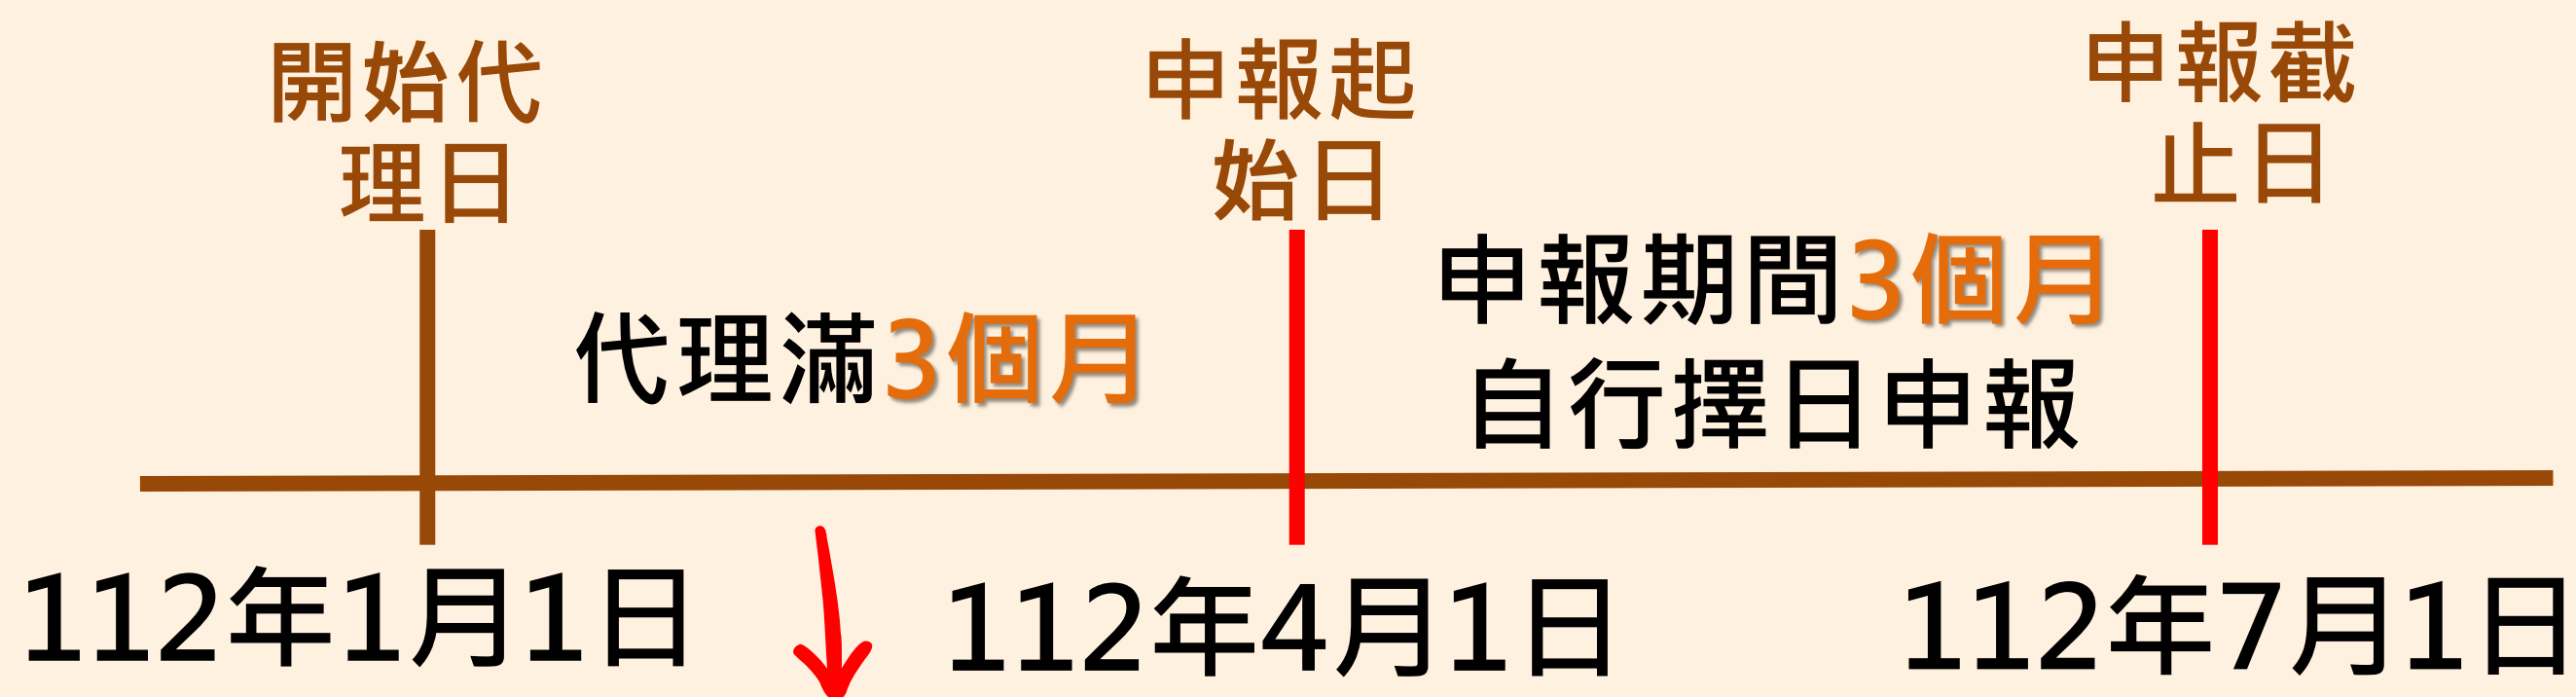 開始代
理日
申報起
始日
申報截
止日
代理滿3個月
申報期間3個月
自行擇日申報
112年1月1日
112年4月1日
112年7月1日